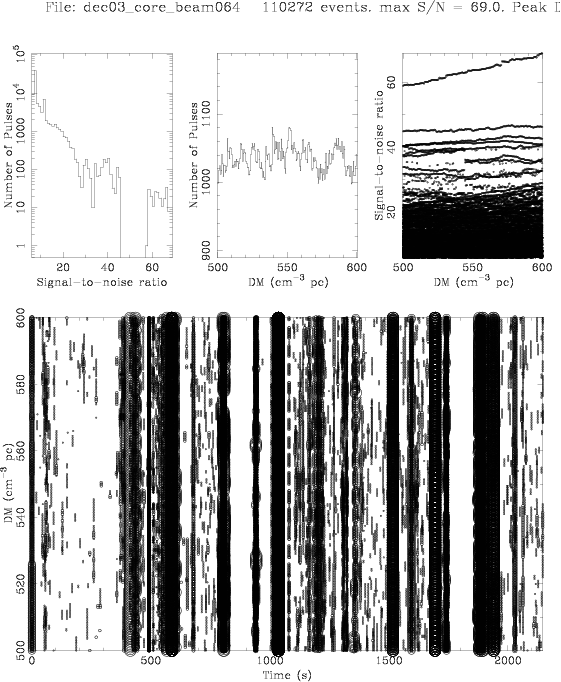 File: dec03_core_beam064 110272 events. max S/N = 69.0. Peak D
Number of Pulses
1 10 100 1000 10^4 10^5
20 40 60
Signal-to-noise ratio
Number of Pulses
900 1000 1100
500 550 600
DM (cm^-3 pc)
Signal-to-noise ratio
20 40 60
500 550 600
DM (cm^-3 pc)
DM (cm^-3 pc)
500 520 540 560 580 600
0 500 1000 1500 2000
Time (s)